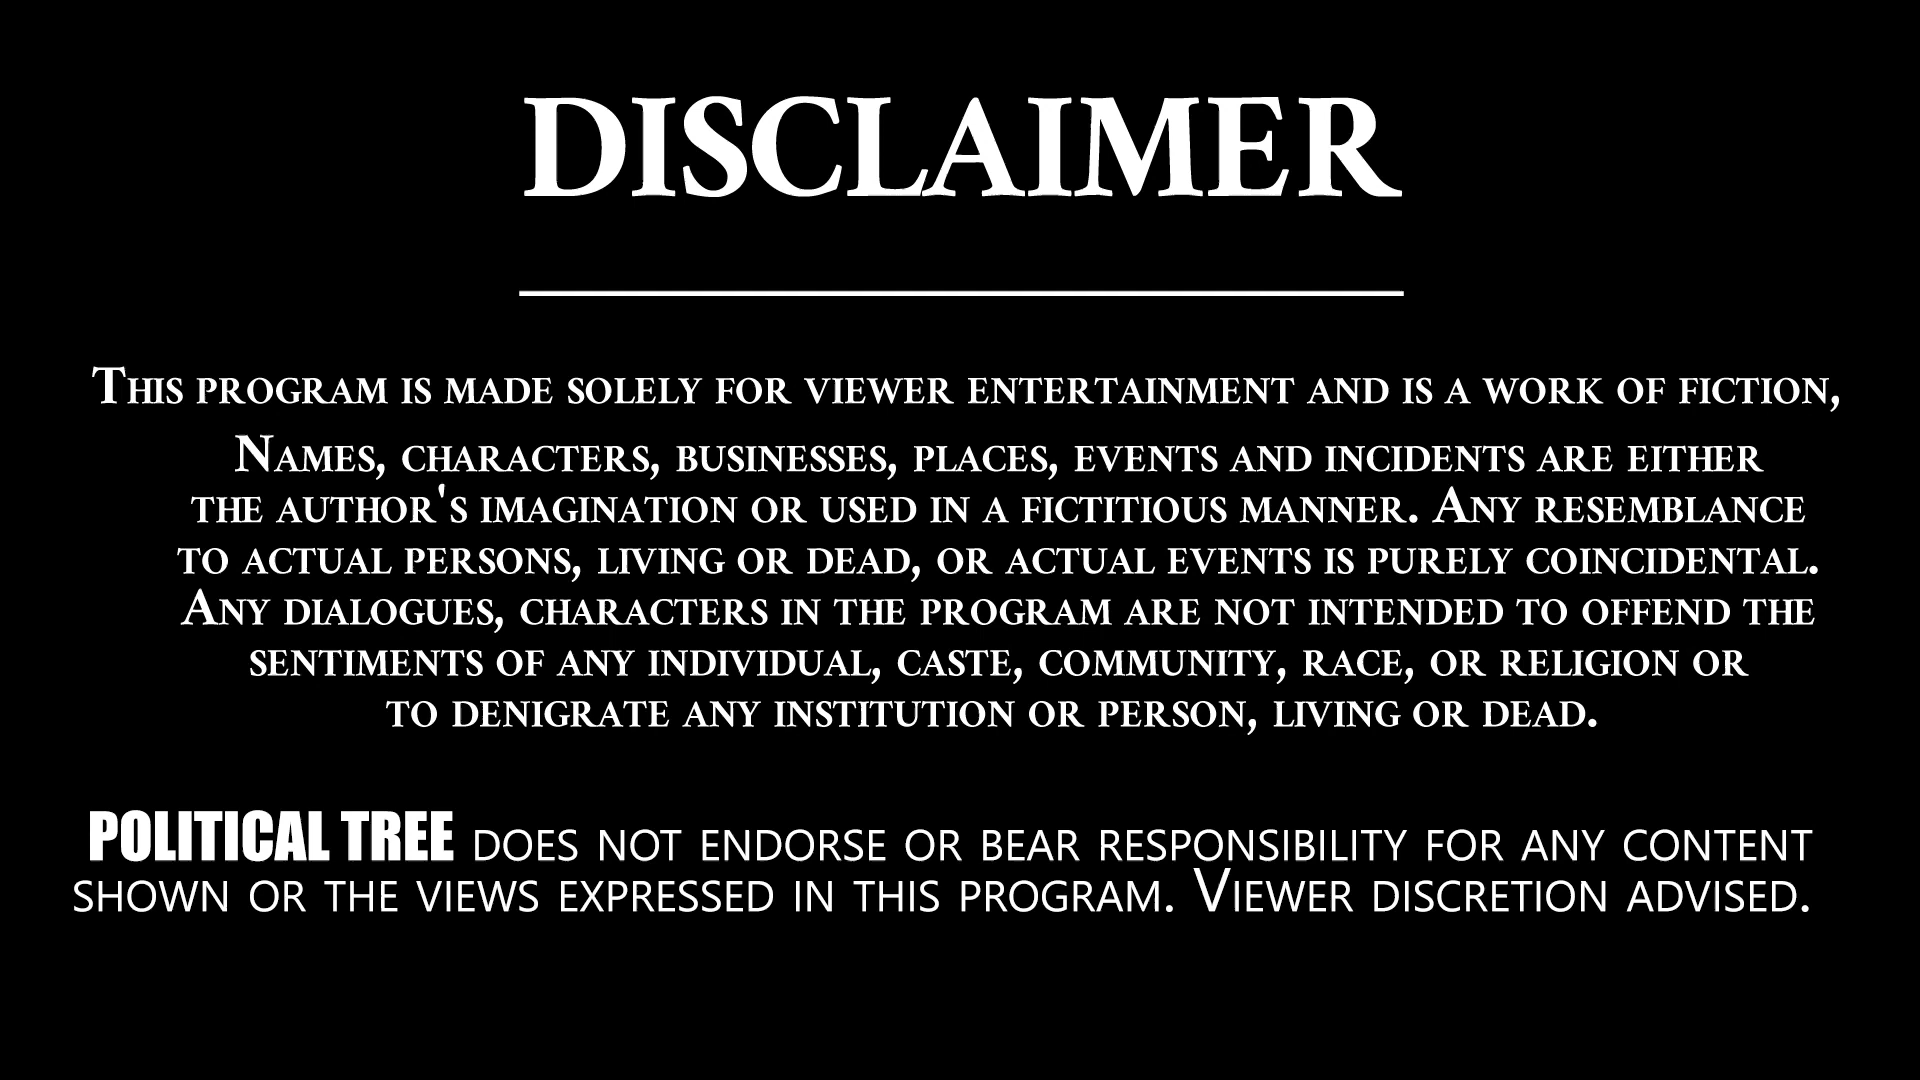 DISCLAIMER
This program is made solely for viewer entertainment and is a work of fiction,
Names, characters, businesses, places, events and incidents are either
the author's imagination or used in a fictitious manner. Any resemblance
to actual persons, living or dead, or actual events is purely coincidental.
Any dialogues, characters in the program are not intended to offend the
sentiments of any individual, caste, community, race, or religion or
to denigrate any institution or person, living or dead.
POLITICAL TREE does not endorse or bear responsibility for any content
shown or the views expressed in this program. Viewer discretion advised.